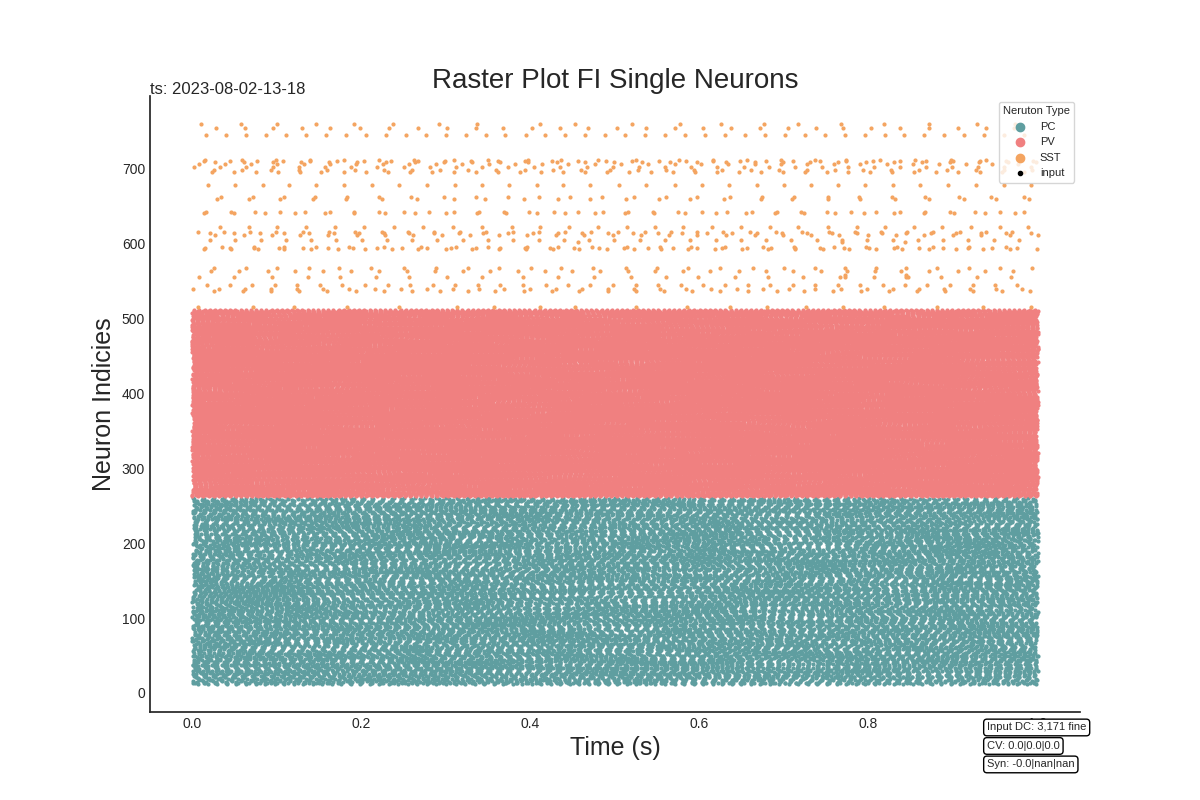 Raster Plot FI Single Neurons
ts: 2023-08-02-13-18
Neruton Type
PC
PV
SST
input
Neuron Indicies
700
600
500
400
300
200
100
0
0.0 0.2 0.4 0.6 0.8
Time (s)
Input DC: 3,171 fine
CV: 0.0|0.0|0.0
Syn: -0.0|nan|nan